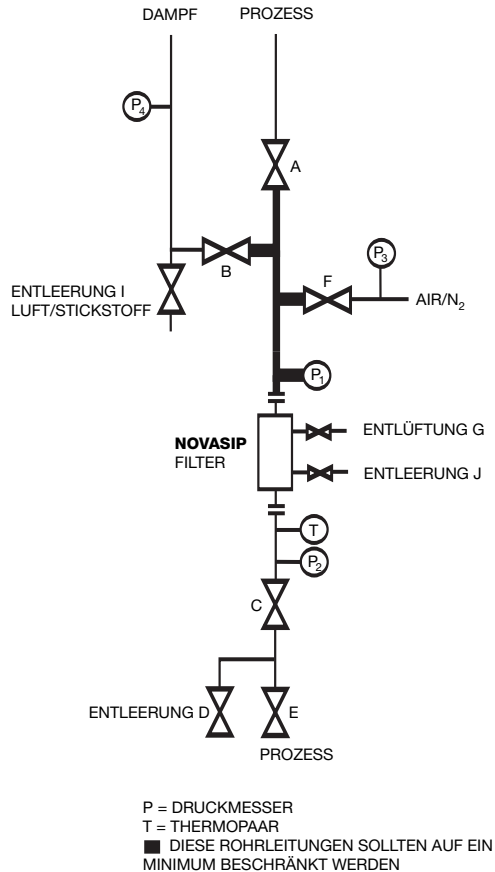 DAMPF
PROZESS
P4
A
B
P3
F
ENTLEERUNG I
LUFT/STICKSTOFF
AIR/N2
P1
NOVASIP
FILTER
ENTLÜFTUNG G
ENTLEERUNG J
T
P2
C
ENTLEERUNG D
E
PROZESS
P = DRUCKMESSER
T = THERMOPAAR
DIESE ROHRLEITUNGEN SOLLTEN AUF EIN
MINIMUM BESCHRÄNKT WERDEN